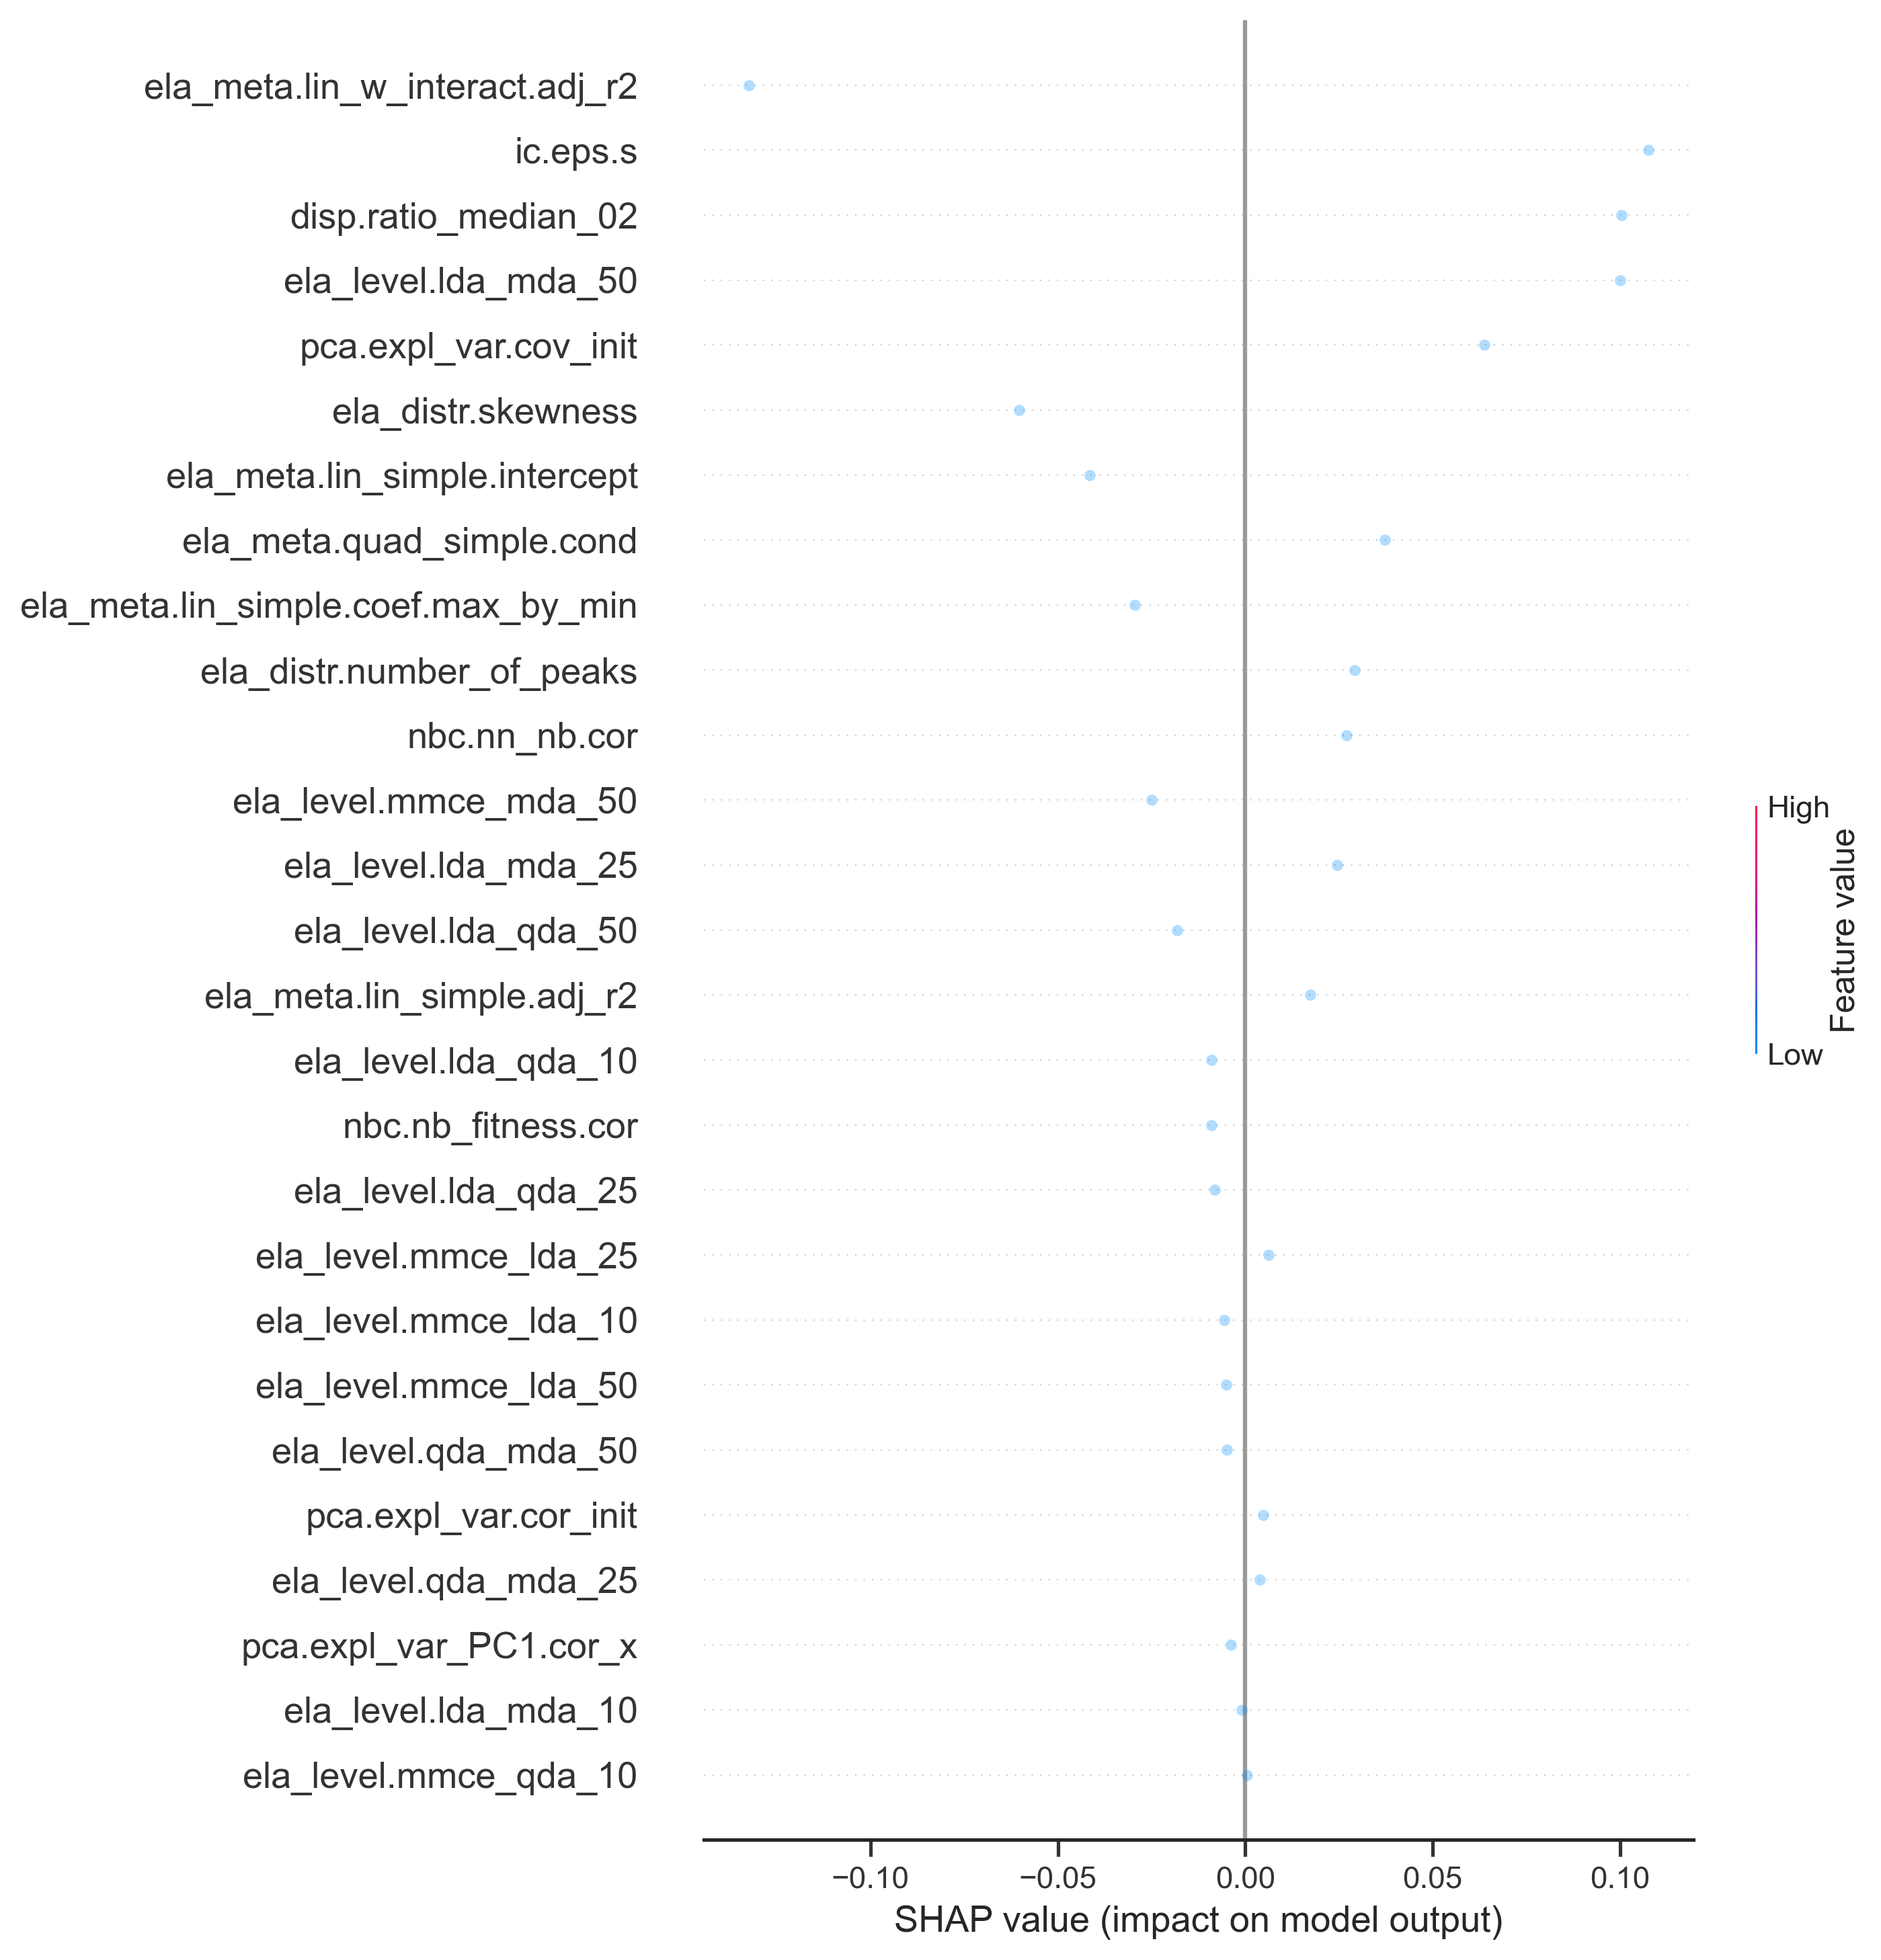 ela_meta.lin_w_interact.adj_r2
ic.eps.s
disp.ratio_median_02
ela_level.lda_mda_50
pca.expl_var.cov_init
ela_distr.skewness
ela_meta.lin_simple.intercept
ela_meta.quad_simple.cond
ela_meta.lin_simple.coef.max_by_min
ela_distr.number_of_peaks
nbc.nn_nb.cor
ela_level.mmce_mda_50
ela_level.lda_mda_25
ela_level.lda_qda_50
ela_meta.lin_simple.adj_r2
ela_level.lda_qda_10
nbc.nb_fitness.cor
ela_level.lda_qda_25
ela_level.mmce_lda_25
ela_level.mmce_lda_10
ela_level.mmce_lda_50
ela_level.qda_mda_50
pca.expl_var.cor_init
ela_level.qda_mda_25
pca.expl_var_PC1.cor_x
ela_level.lda_mda_10
ela_level.mmce_qda_10
−0.10 −0.05 0.00 0.05 0.10
SHAP value (impact on model output)
High
Feature value
Low